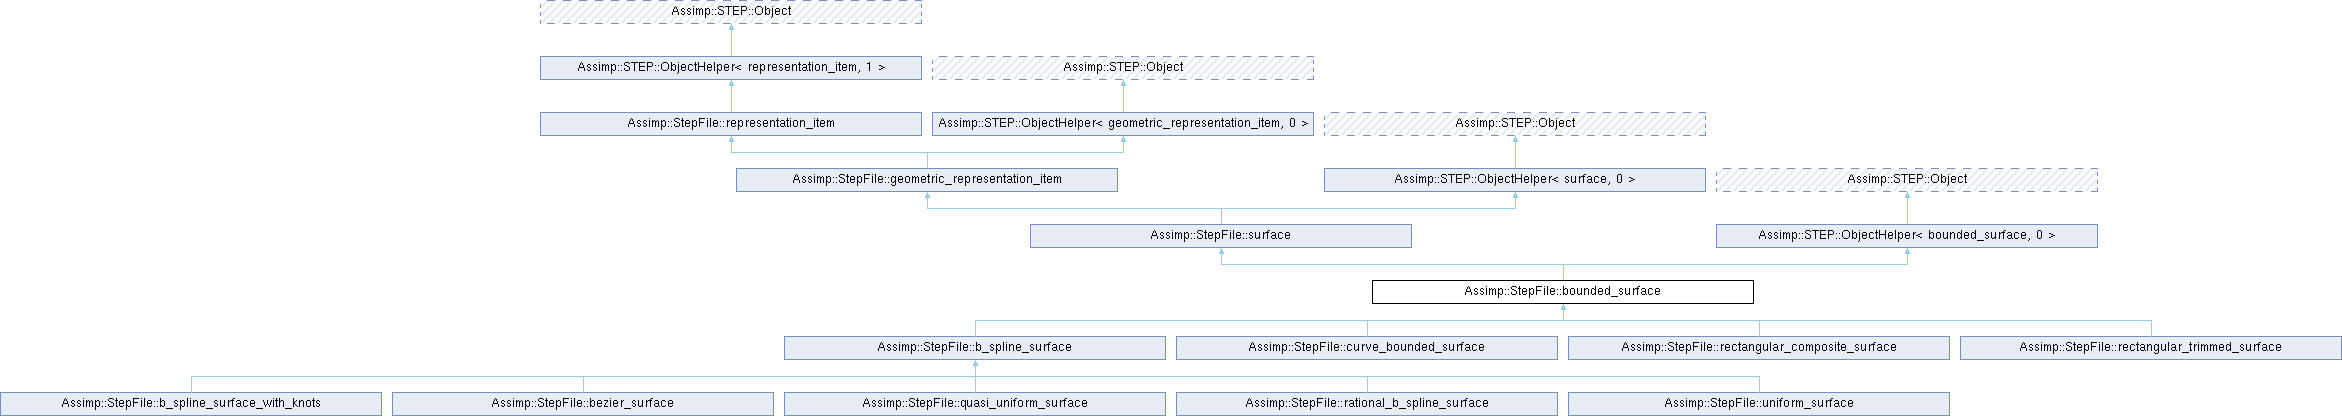 Assimp::STEP::Object
Assimp::STEP::ObjectHelper< representation_item, 1 >
Assimp::STEP::Object
Assimp::StepFile::representation_item
Assimp::STEP::ObjectHelper< geometric_representation_item, 0 >
Assimp::STEP::Object
Assimp::StepFile::geometric_representation_item
Assimp::STEP::ObjectHelper< surface, 0 >
Assimp::STEP::Object
Assimp::StepFile::surface
Assimp::STEP::ObjectHelper< bounded_surface, 0 >
Assimp::StepFile::bounded_surface
Assimp::StepFile::b_spline_surface
Assimp::StepFile::curve_bounded_surface
Assimp::StepFile::rectangular_composite_surface
Assimp::StepFile::rectangular_trimmed_surface
Assimp::StepFile::b_spline_surface_with_knots
Assimp::StepFile::bezier_surface
Assimp::StepFile::quasi_uniform_surface
Assimp::StepFile::rational_b_spline_surface
Assimp::StepFile::uniform_surface